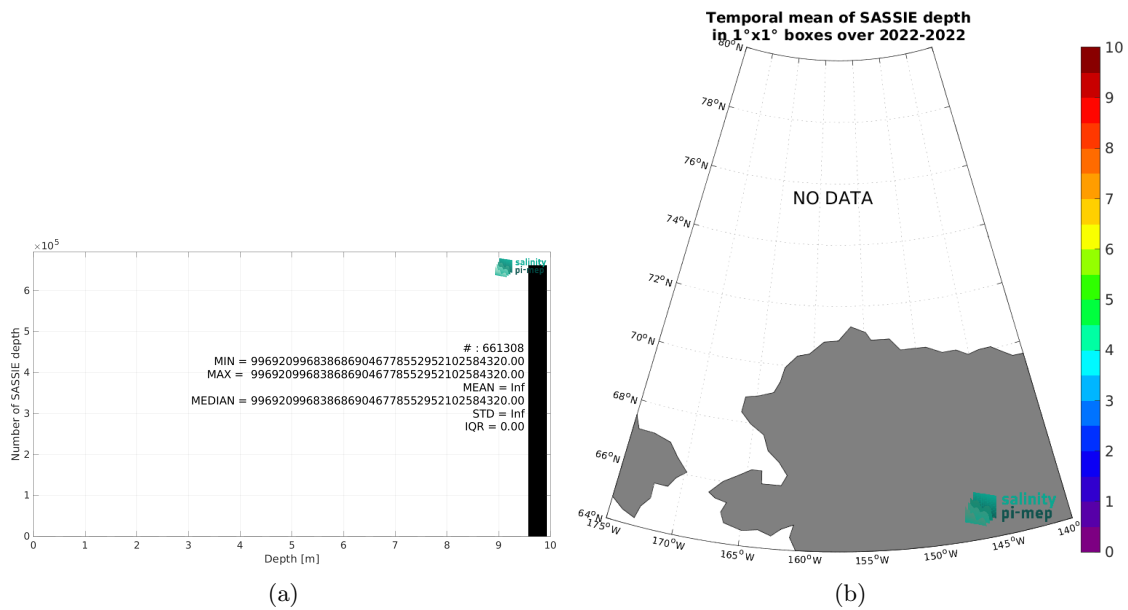 ×10⁵
6
5
4
3
2
1
0
Number of SASSIE depth
salinity
pi-mep
# : 661308
MIN = 9969209968386869046778552952102584320.00
MAX = 9969209968386869046778552952102584320.00
MEAN = Inf
MEDIAN = 9969209968386869046778552952102584320.00
STD = Inf
IQR = 0.00
0 1 2 3 4 5 6 7 8 9 10
Depth [m]
(a)
Temporal mean of SASSIE depth
in 1°x1° boxes over 2022-2022
80°N
78°N
76°N
74°N
72°N
70°N
68°N
66°N
64°N
NO DATA
175°W
170°W
165°W
160°W
155°W
150°W
145°W
140°
salinity
pi-mep
10
9
8
7
6
5
4
3
2
1
0
(b)